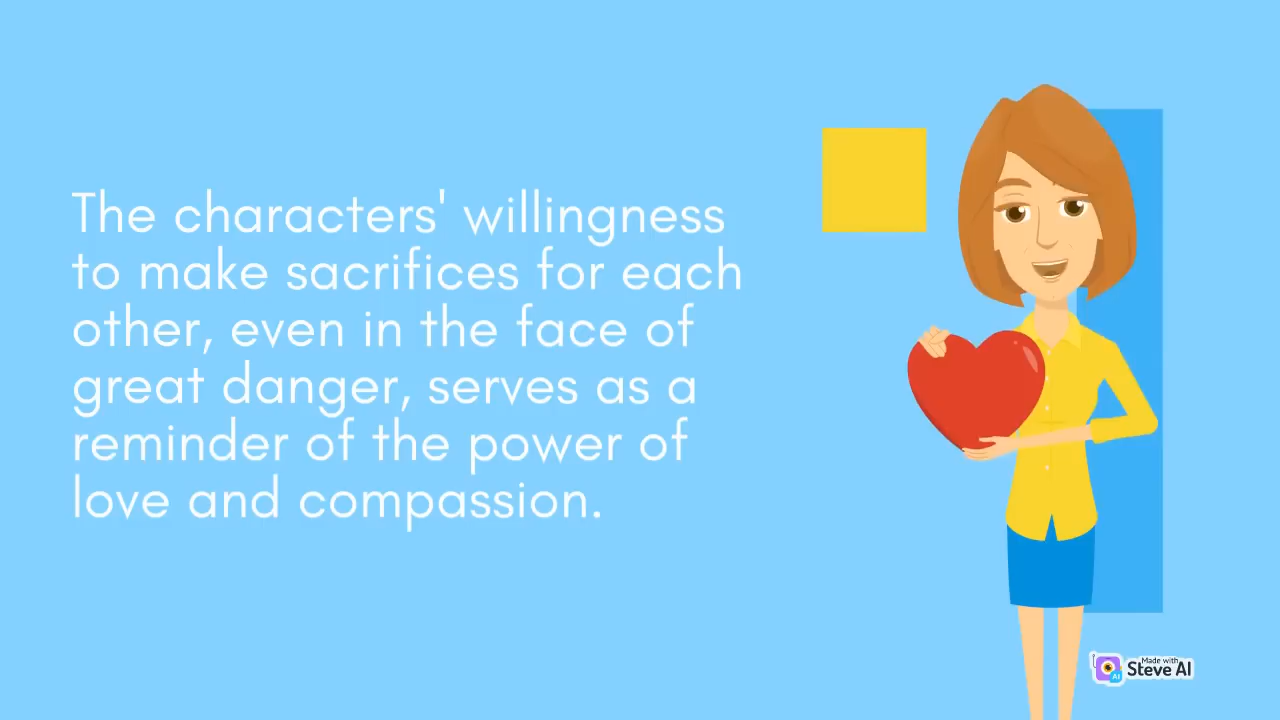 The characters' willingness
to make sacrifices for each
other, even in the face of
great danger, serves as a
reminder of the power of
love and compassion.
Made with
Steve AI
AI